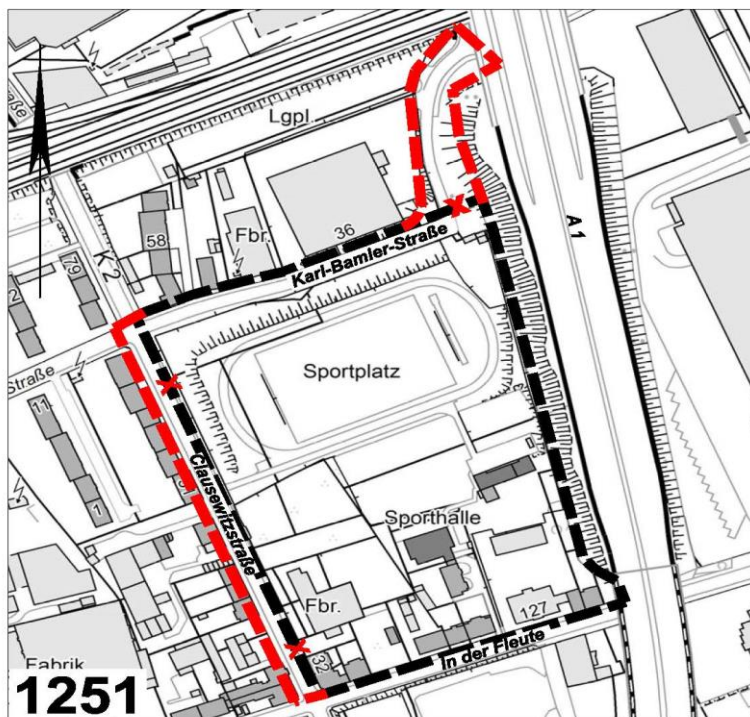 Lgpl.
A 1
K 2
58
Fbr.
36
79
2
Karl-Bamler-Straße
Straße
Sportplatz
11
1
Clausewitzstraße
Sporthalle
Fbr.
127
32
In der Fleute
Fabrik
1251